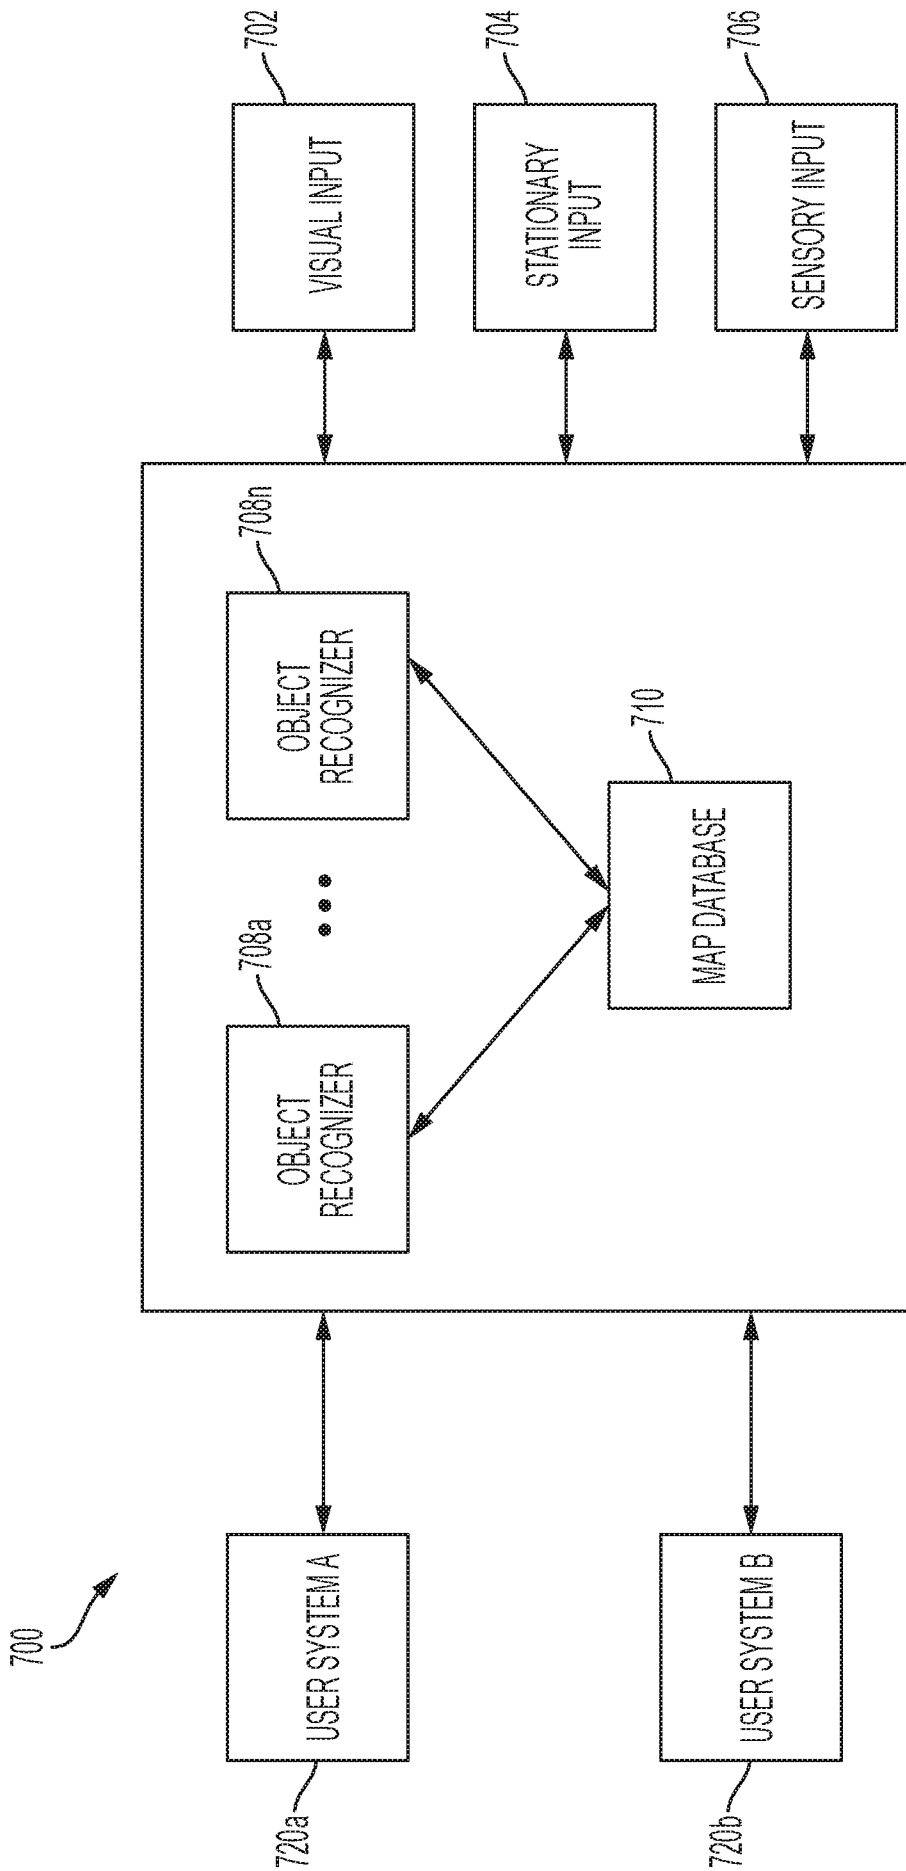 700
720a
USER SYSTEM A
720b
USER SYSTEM B
708a
OBJECT
RECOGNIZER
708n
OBJECT
RECOGNIZER
710
MAP DATABASE
702
VISUAL INPUT
704
STATIONARY
INPUT
706
SENSORY INPUT